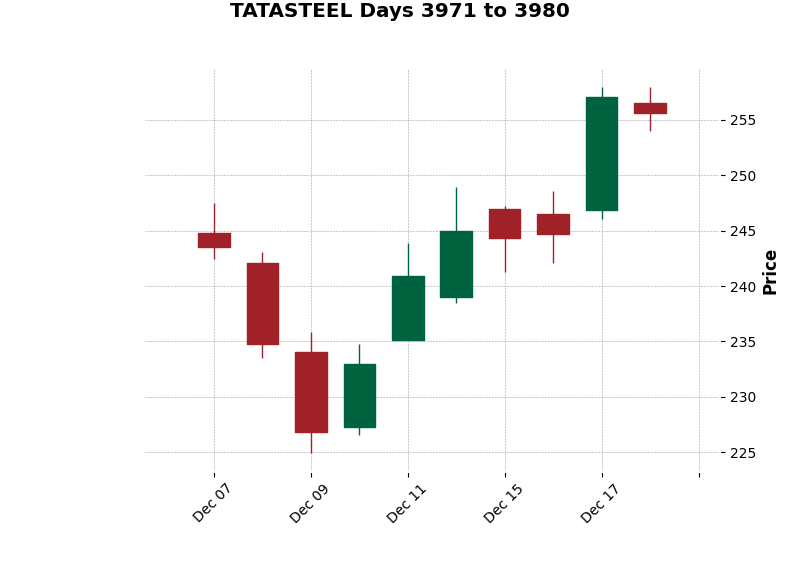 TATASTEEL Days 3971 to 3980
255
250
245
240
235
230
225
Price
Dec 07
Dec 09
Dec 11
Dec 15
Dec 17